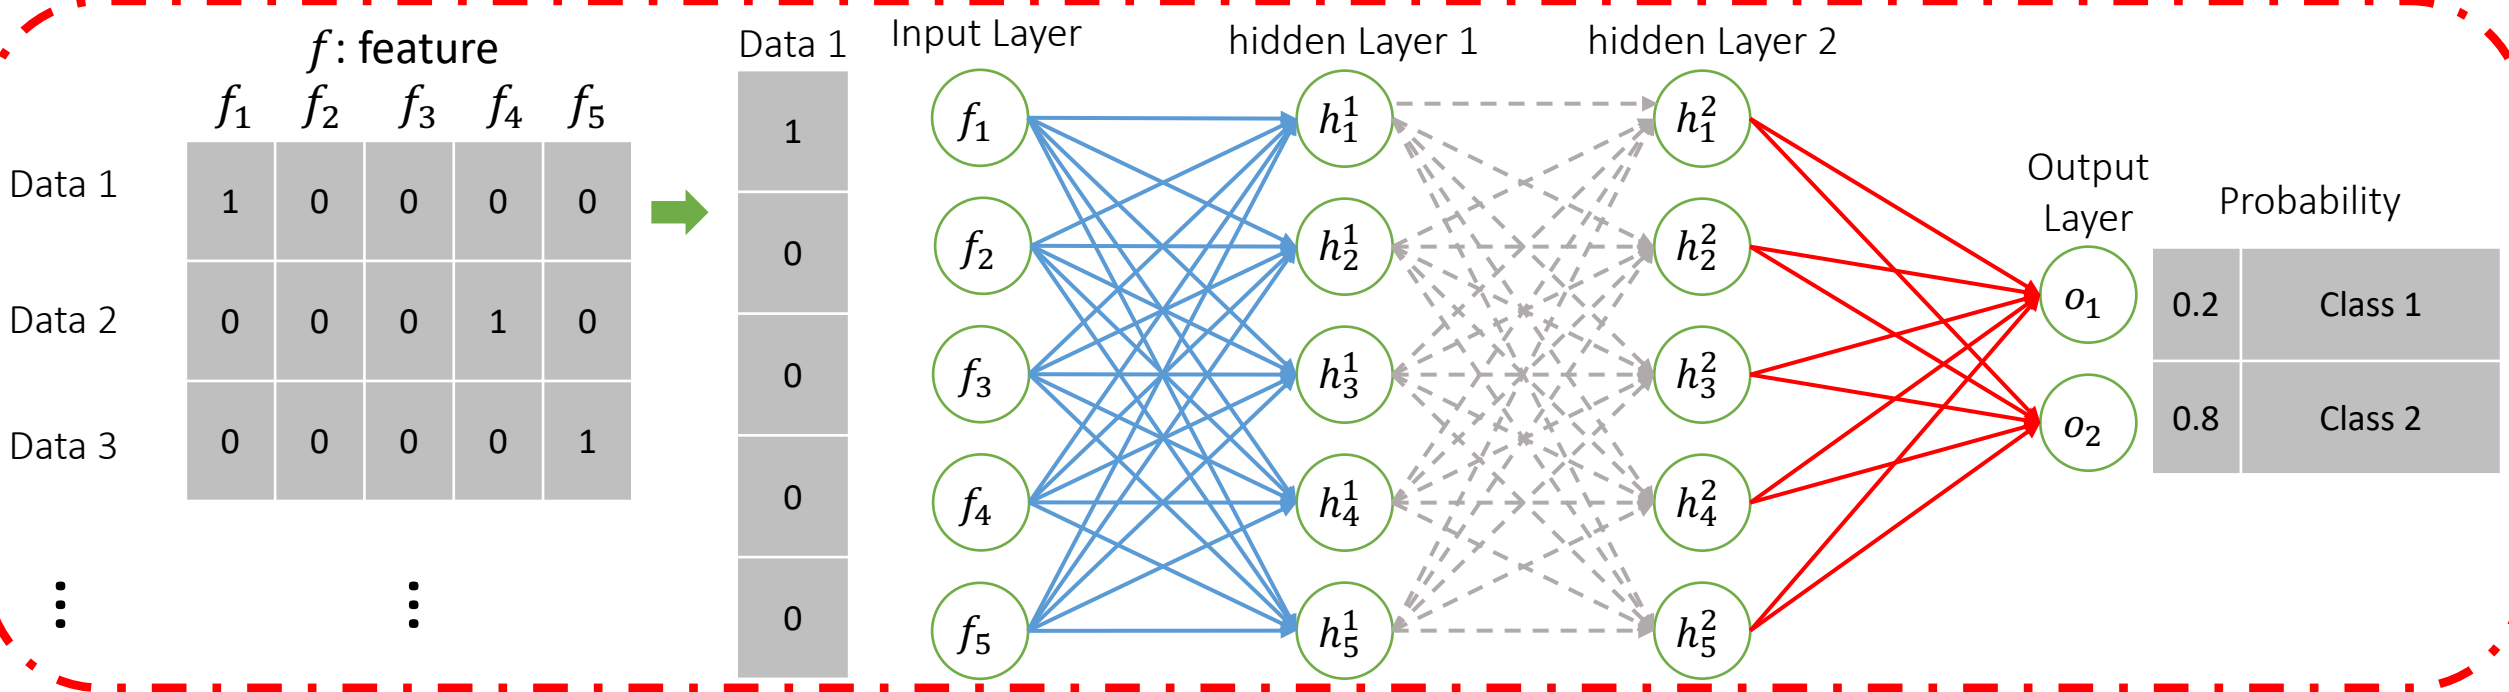 f : feature
f₁ f₂ f₃ f₄ f₅
Data 1 1 0 0 0 0
Data 2 0 0 0 1 0
Data 3 0 0 0 0 1
⋮ ⋮
Data 1
1
0
0
0
0
Input Layer
f₁
f₂
f₃
f₄
f₅
hidden Layer 1
h₁¹
h₂¹
h₃¹
h₄¹
h₅¹
hidden Layer 2
h₁²
h₂²
h₃²
h₄²
h₅²
Output
Layer
o₁
o₂
Probability
0.2 Class 1
0.8 Class 2